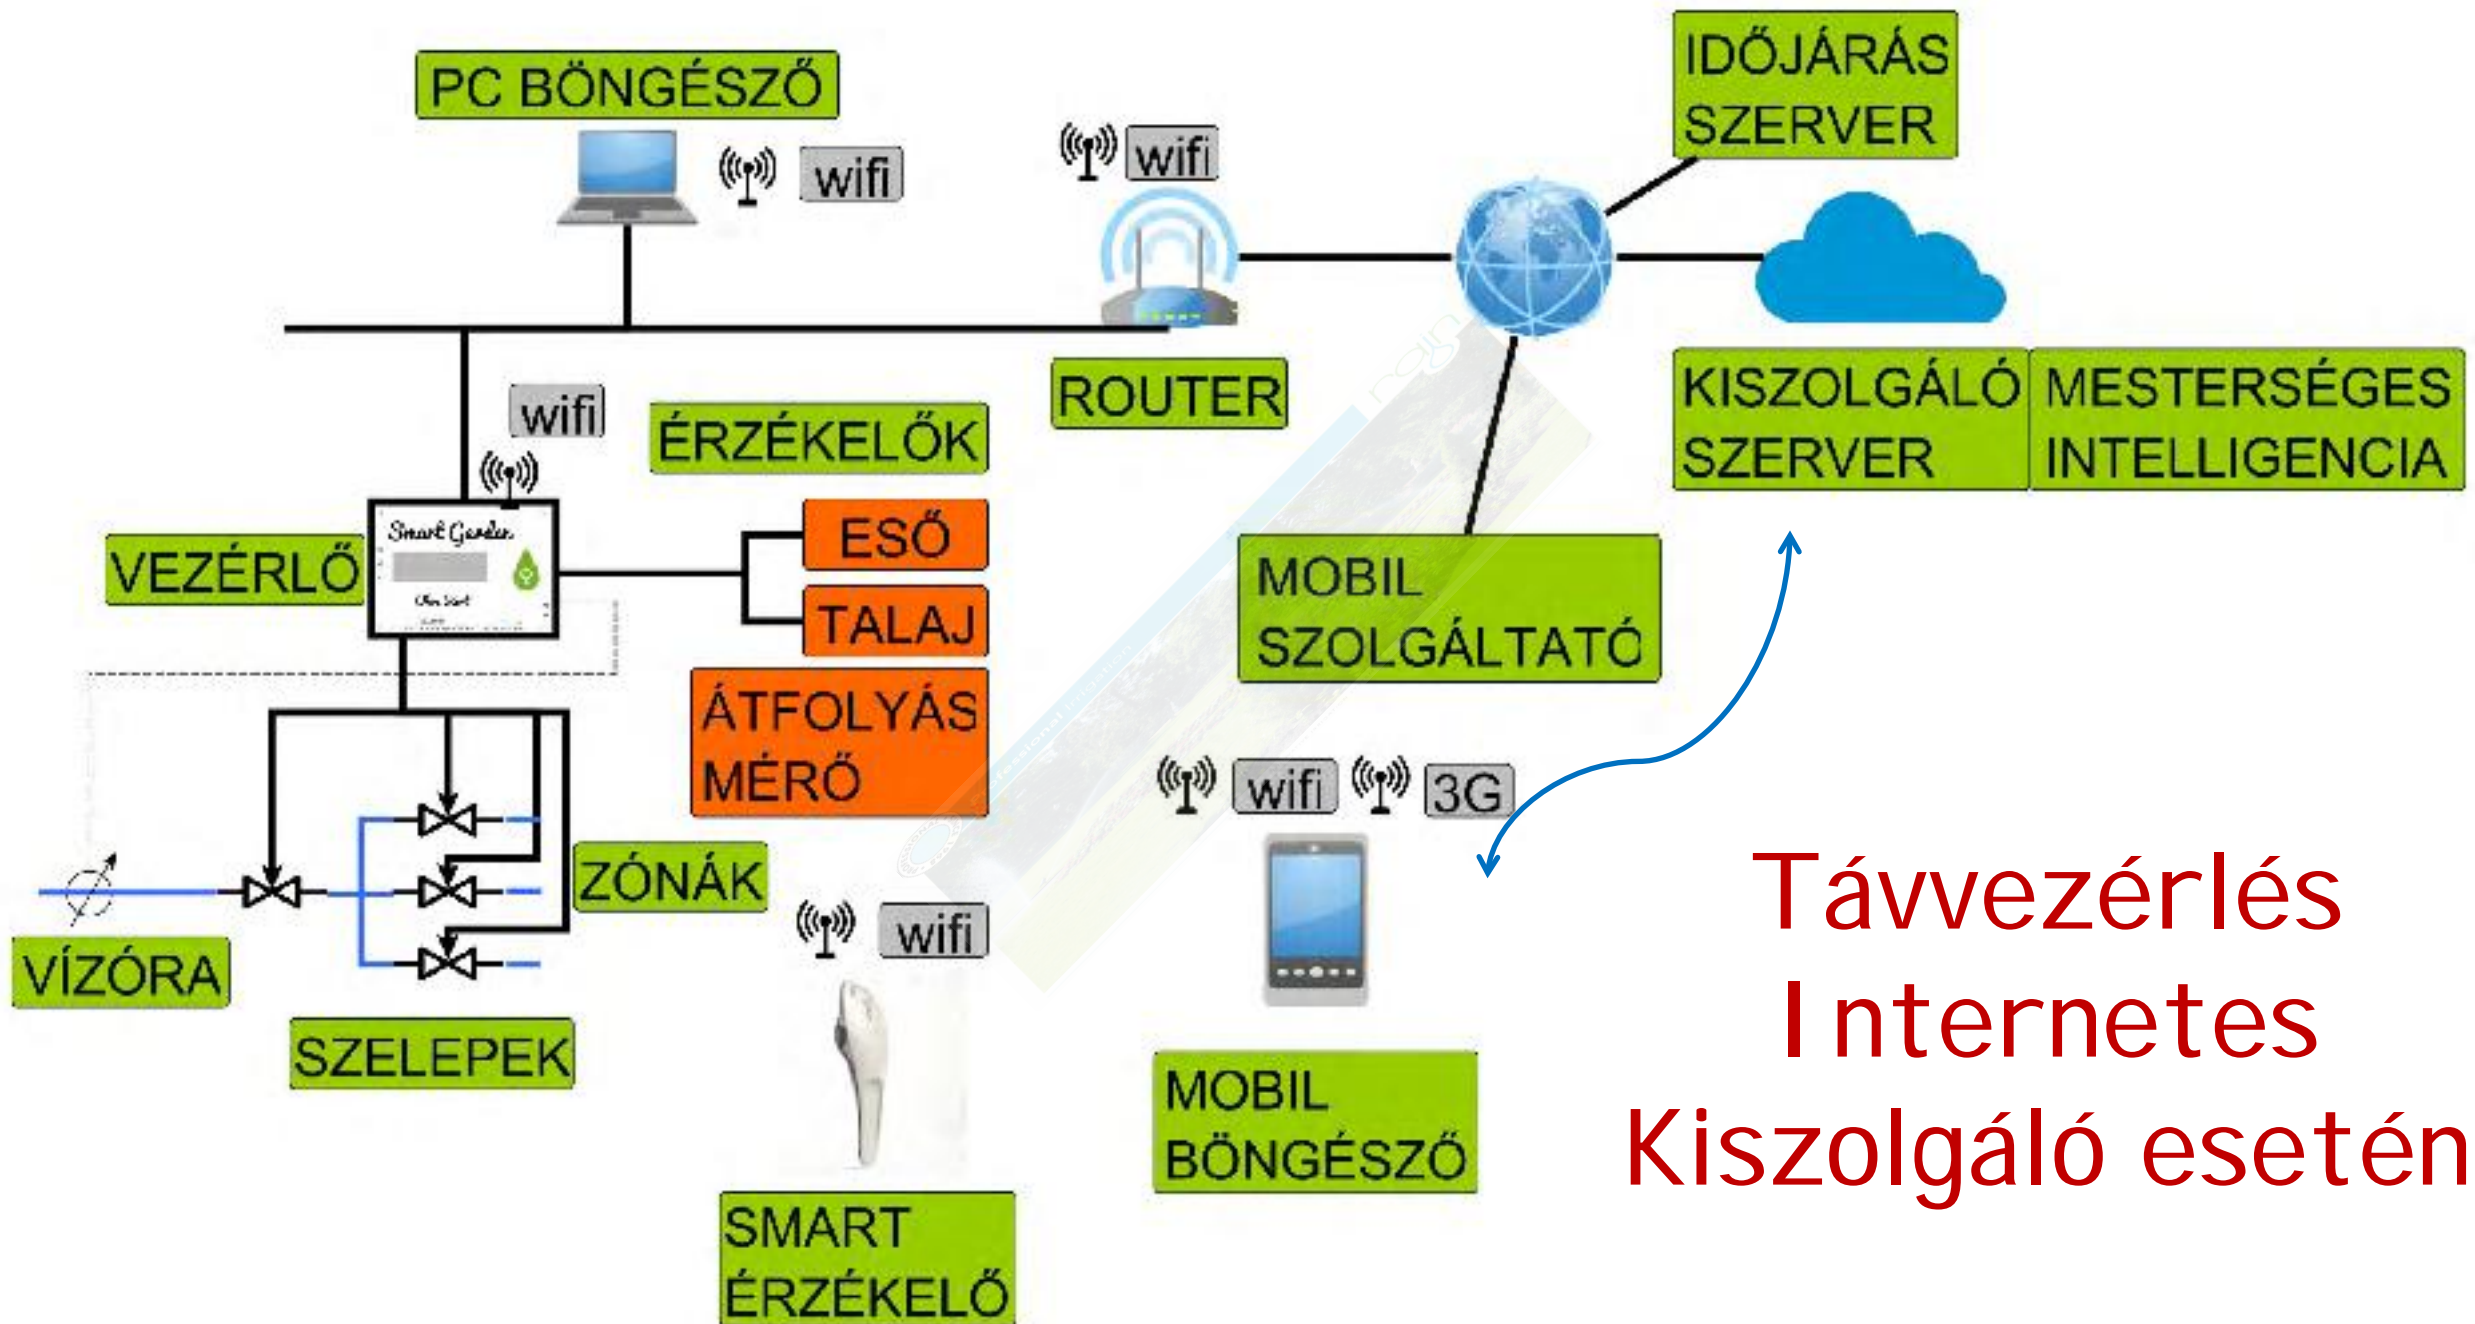 PC BÖNGÉSZŐ
wifi
wifi
IDŐJÁRÁS
SZERVER
ROUTER
KISZOLGÁLÓ
SZERVER
MESTERSÉGES
INTELLIGENCIA
wifi
ÉRZÉKELŐK
VEZÉRLŐ
Smart Garden
ESŐ
TALAJ
ÁTFOLYÁS
MÉRŐ
MOBIL
SZOLGÁLTATÓ
wifi
3G
ZÓNÁK
wifi
VÍZÓRA
SZELEPEK
MOBIL
BÖNGÉSZŐ
SMART
ÉRZÉKELŐ
Távvezérlés
Internetes
Kiszolgáló esetén